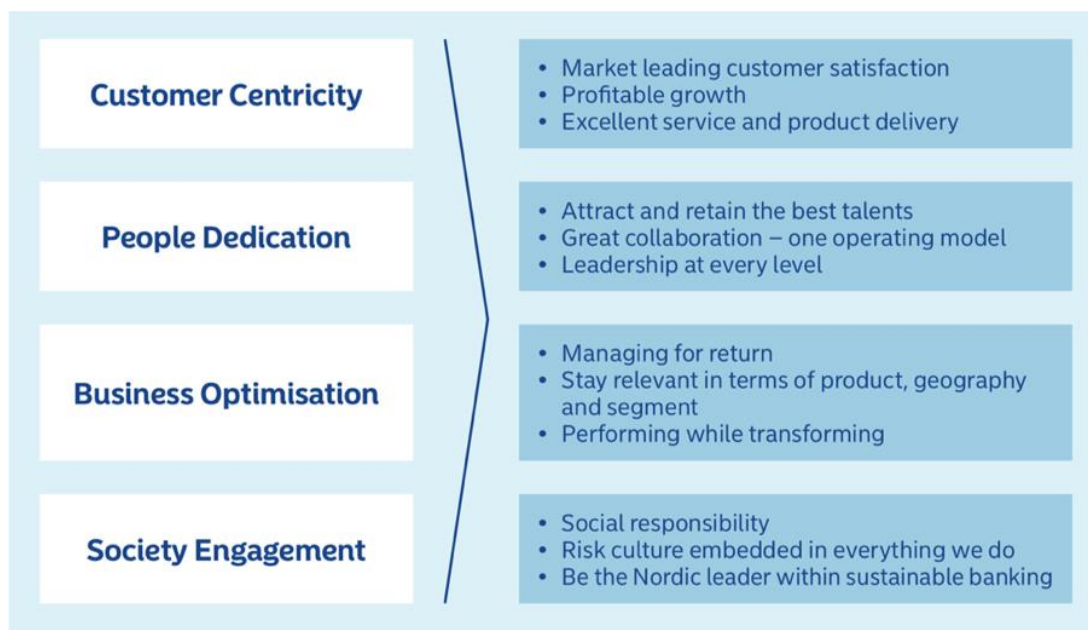 Customer Centricity
• Market leading customer satisfaction
• Profitable growth
• Excellent service and product delivery
People Dedication
• Attract and retain the best talents
• Great collaboration – one operating model
• Leadership at every level
Business Optimisation
• Managing for return
• Stay relevant in terms of product, geography
and segment
• Performing while transforming
Society Engagement
• Social responsibility
• Risk culture embedded in everything we do
• Be the Nordic leader within sustainable banking